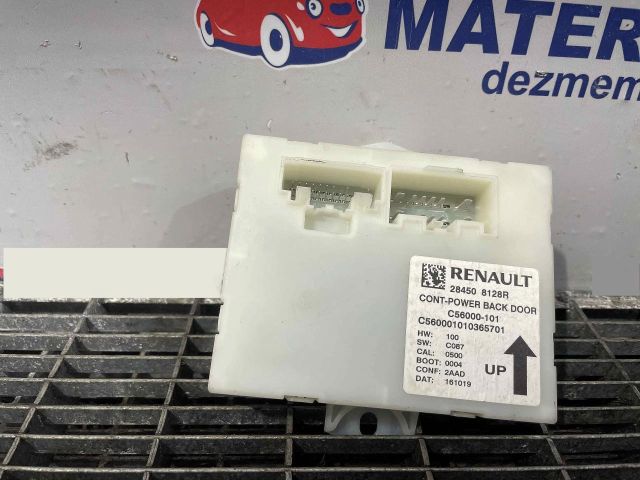 MATER
dezmem
RENAULT
28450 8128R
CONT-POWER BACK DOOR
C56000-101
C560001010365701
HW: 100
SW: C087
CAL: 0500
BOOT: 0004
CONF: 2AAD
DAT: 161019
UP